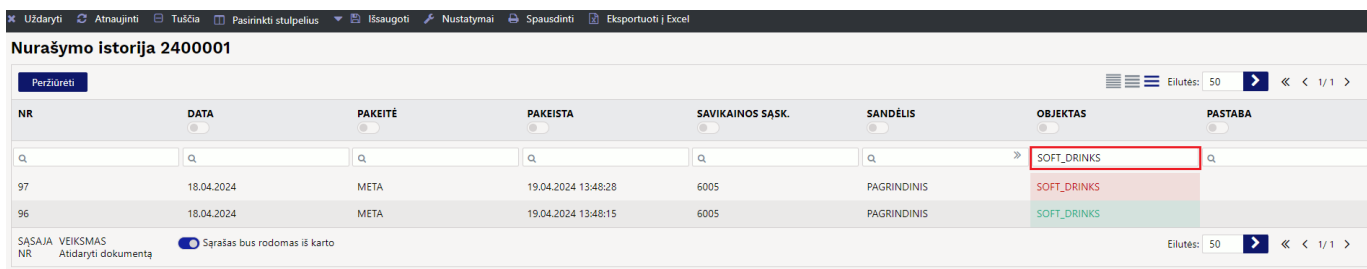 Uždaryti Atnaujinti Tuščia Pasirinkti stulpelius Išsaugoti Nustatymai Spausdinti Eksportuoti į Excel
Nurašymo istorija 2400001
Peržiūrėti Eilutės: 50 1/1
NR DATA PAKEITĖ PAKEISTA SAVIKAINOS SĄSK. SANDĖLIS OBJEKTAS PASTABA
SOFT_DRINKS
97 18.04.2024 META 19.04.2024 13:48:28 6005 PAGRINDINIS SOFT_DRINKS
96 18.04.2024 META 19.04.2024 13:48:15 6005 PAGRINDINIS SOFT_DRINKS
SĄSAJA VEIKSMAS Sąrašas bus rodomas iš karto Eilutės: 50 1/1
NR Atidaryti dokumentą